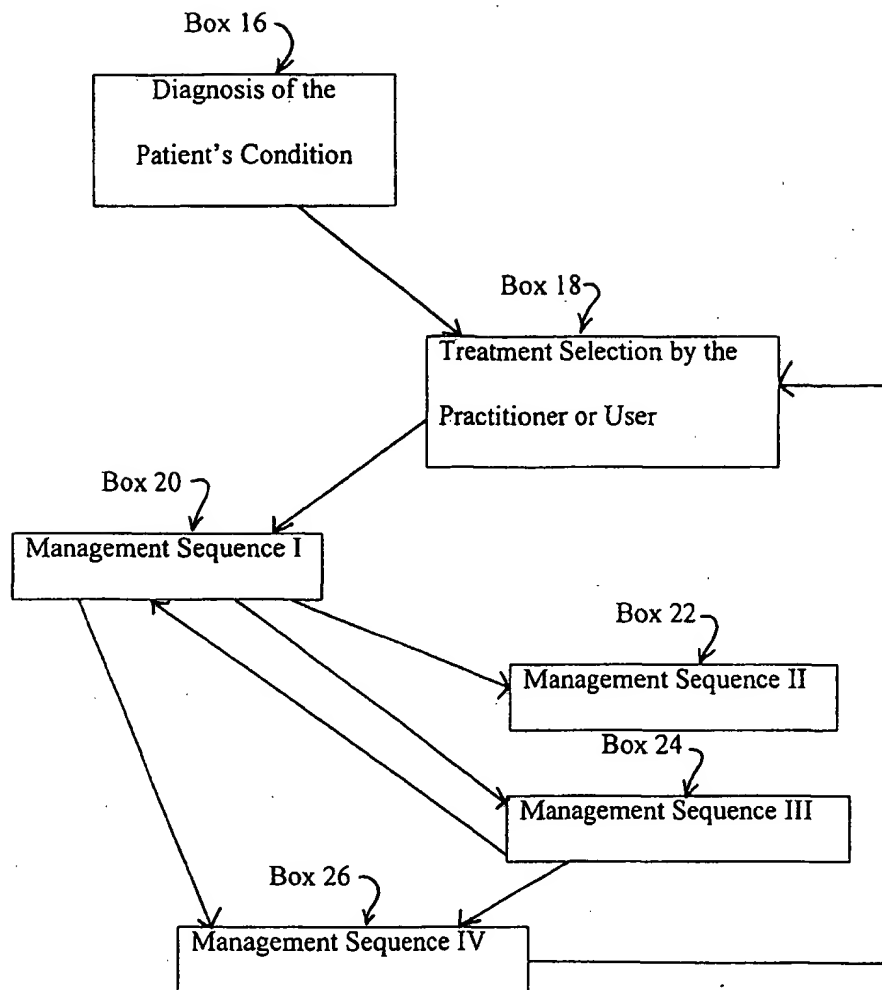 Box 16
Diagnosis of the
Patient's Condition
Box 18
Treatment Selection by the
Practitioner or User
Box 20
Management Sequence I
Box 22
Management Sequence II
Box 24
Management Sequence III
Box 26
Management Sequence IV